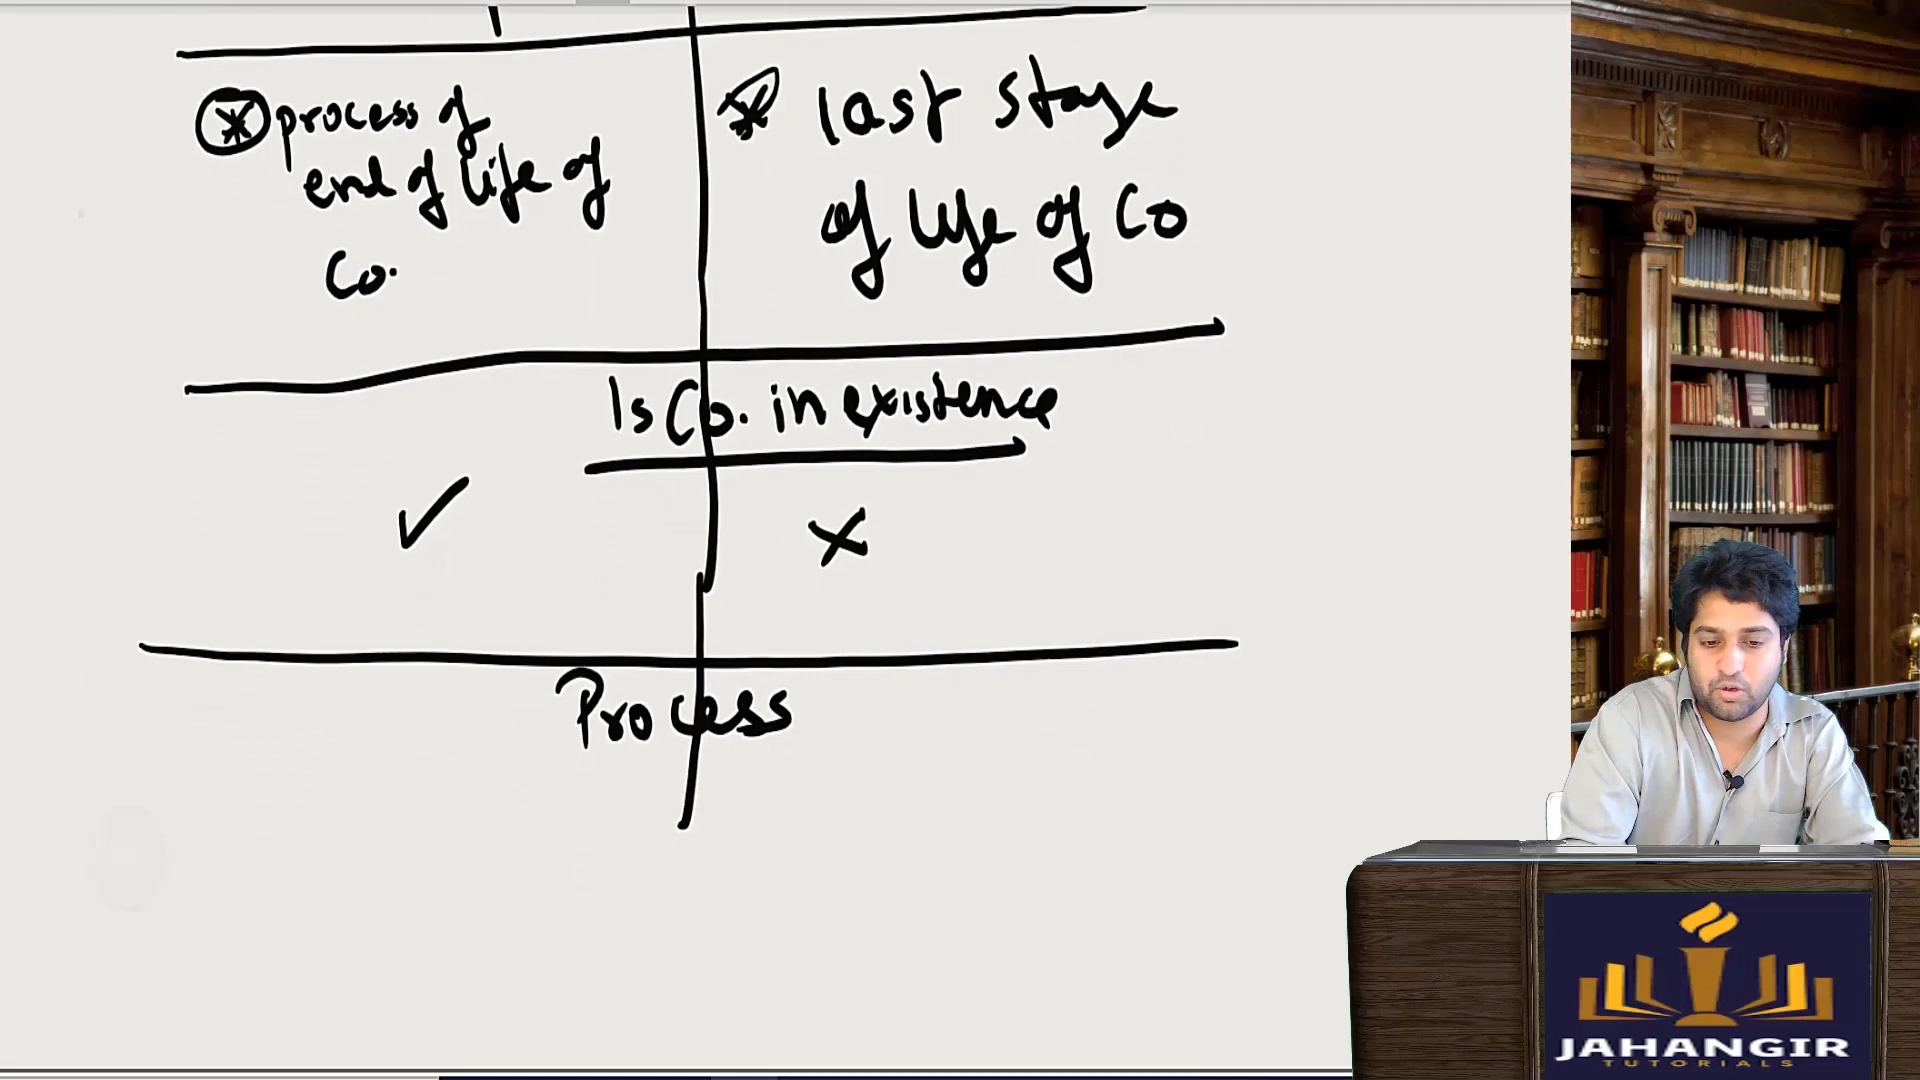 process of
end of life of
Co.
last stage
of life of Co
Is Co. in existence
Process
JAHANGIR
TUTORIALS